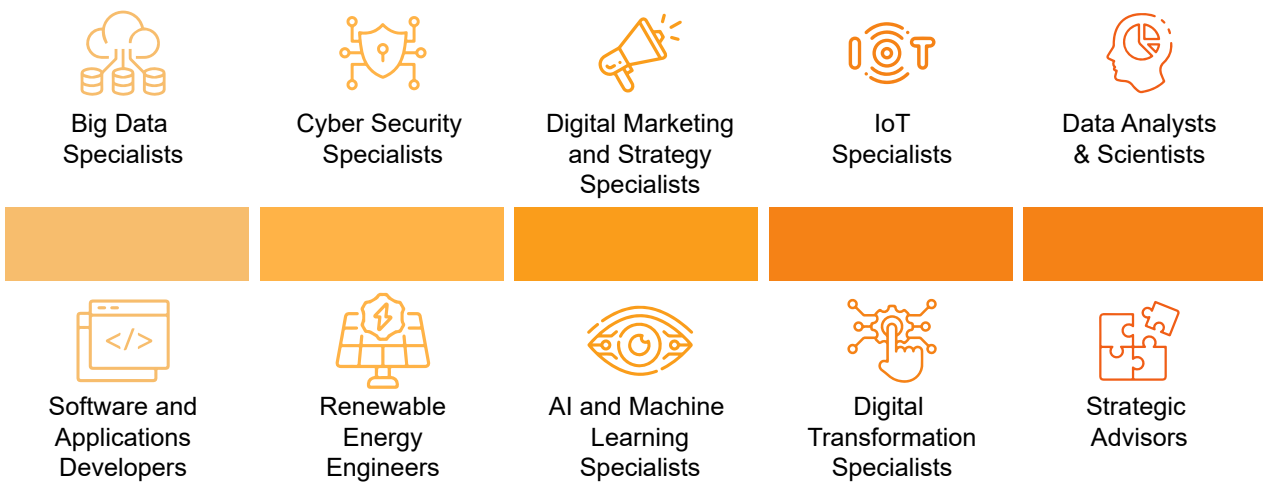 IOT
Big Data
Specialists
Cyber Security
Specialists
Digital Marketing
and Strategy
Specialists
IoT
Specialists
Data Analysts
& Scientists
</>
Software and
Applications
Developers
Renewable
Energy
Engineers
AI and Machine
Learning
Specialists
Digital
Transformation
Specialists
Strategic
Advisors